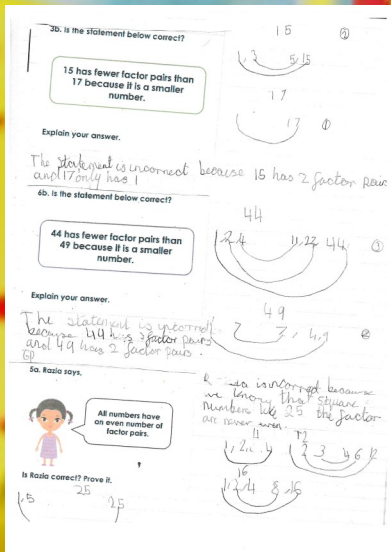 3b. Is the statement below correct?
15
②
15 has fewer factor pairs than
17 because it is a smaller
number.
1, 3 5, 15
17
17 ①
Explain your answer.
The statement is incorrect because 15 has 2 factor pairs
and 17 only has 1
6b. Is the statement below correct?
44
44 has fewer factor pairs than
49 because it is a smaller
number.
1, 2, 4 11, 22 44 ③
Explain your answer.
49
The statement is incorrect
because 44 has 3 factor pairs
and 49 has 2 factor pairs.
②
5a. Razia says,
is incorrect because
we know that square
numbers like 25 the factor
are never even.
All numbers have
an even number of
factor pairs.
1, 2, 4
2 3 4 6 12
16
1, 2, 4 8, 16
Is Razia correct? Prove it.
25
1, 5 25